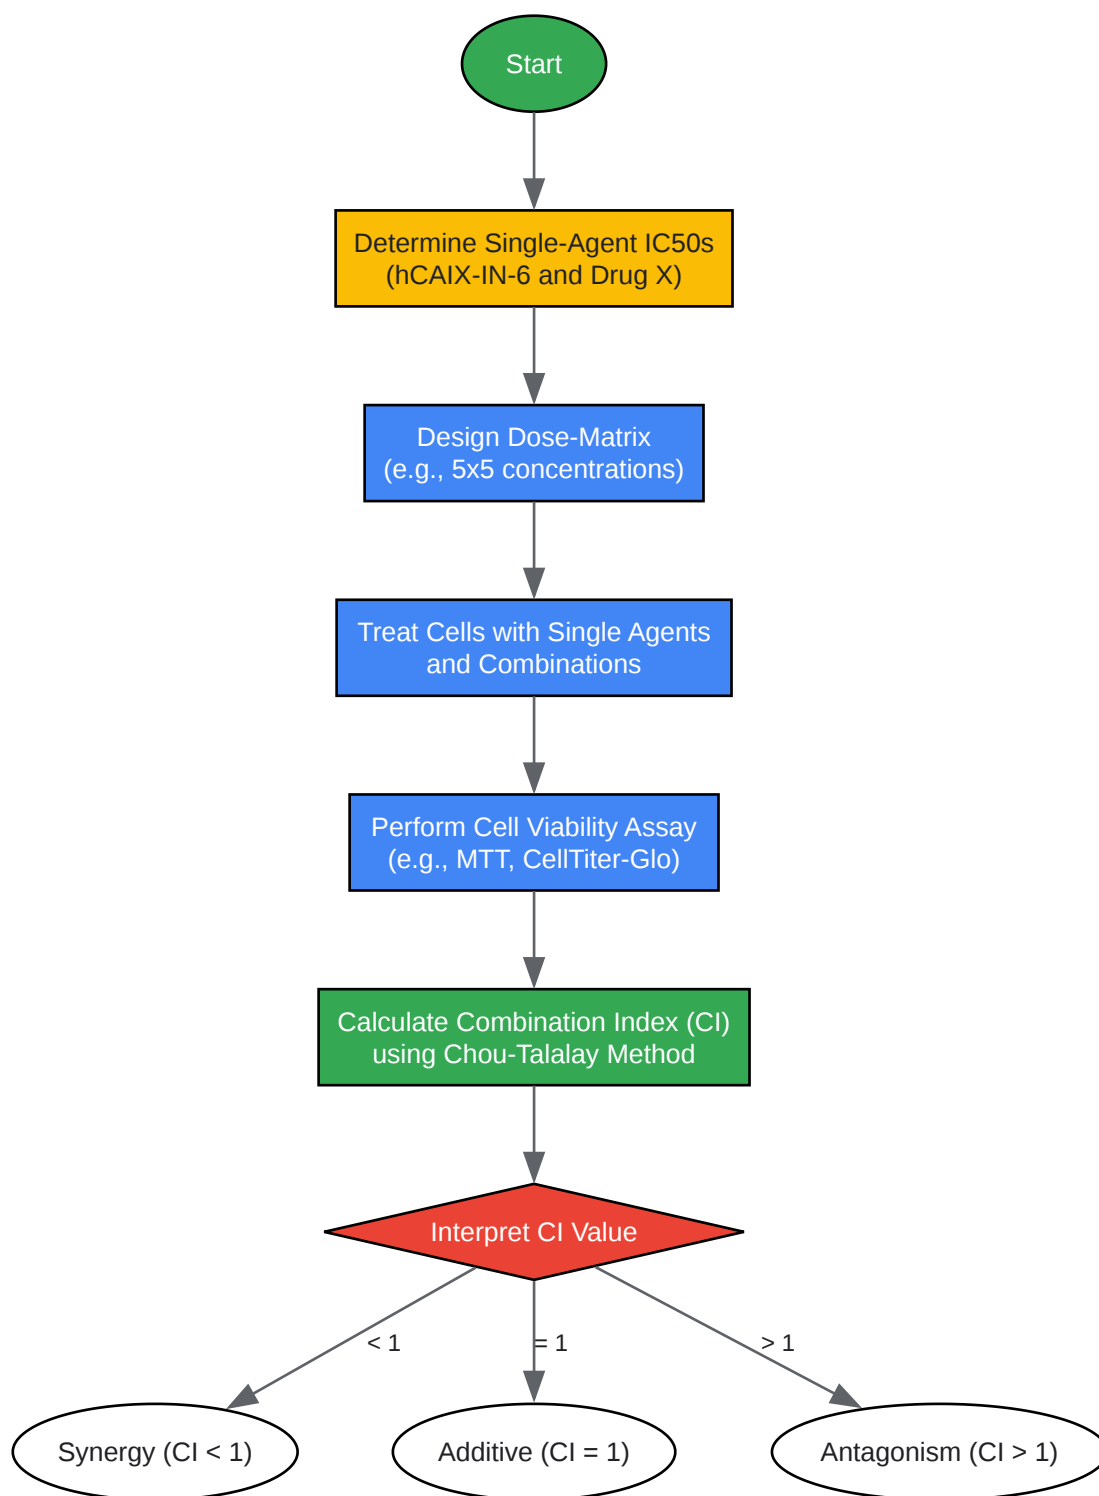 Start
Determine Single-Agent IC50s
(hCAIX-IN-6 and Drug X)
Design Dose-Matrix
(e.g., 5x5 concentrations)
Treat Cells with Single Agents
and Combinations
Perform Cell Viability Assay
(e.g., MTT, CellTiter-Glo)
Calculate Combination Index (CI)
using Chou-Talalay Method
Interpret CI Value
< 1
= 1
> 1
Synergy (CI < 1)
Additive (CI = 1)
Antagonism (CI > 1)